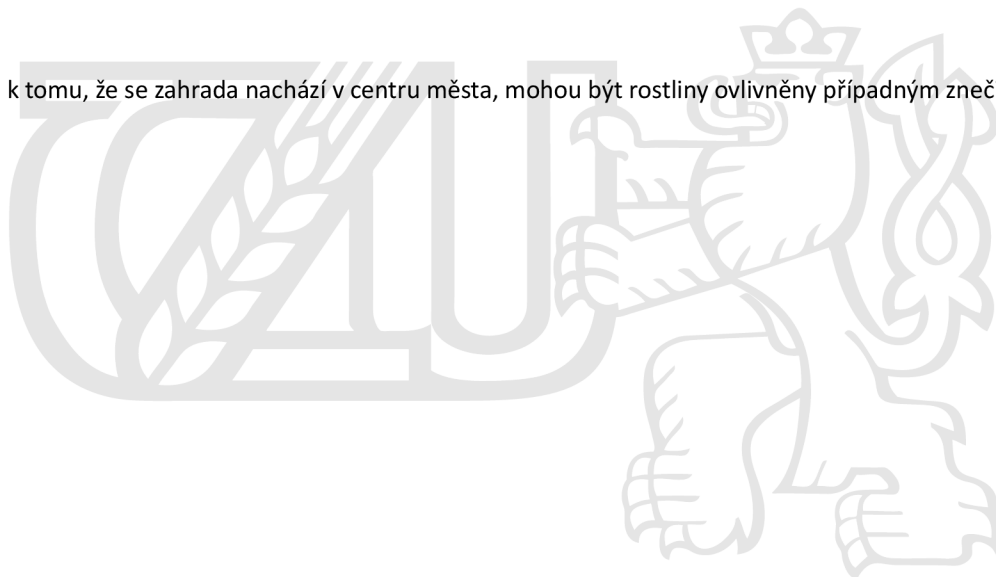 k tomu, že se zahrada nachází v centru města, mohou být rostliny ovlivněny případným zneč